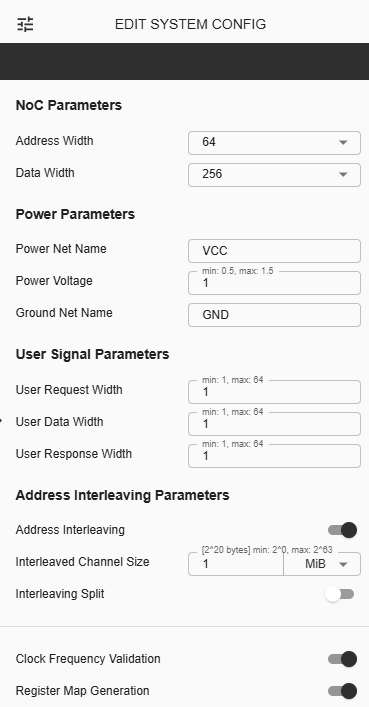 EDIT SYSTEM CONFIG
NoC Parameters
Address Width 64
Data Width 256
Power Parameters
Power Net Name VCC
min: 0.5, max: 1.5
Power Voltage 1
Ground Net Name GND
User Signal Parameters
min: 1, max: 64
User Request Width 1
min: 1, max: 64
User Data Width 1
min: 1, max: 64
User Response Width 1
Address Interleaving Parameters
Address Interleaving
[2^20 bytes] min: 2^0, max: 2^63
Interleaved Channel Size 1 MiB
Interleaving Split
Clock Frequency Validation
Register Map Generation